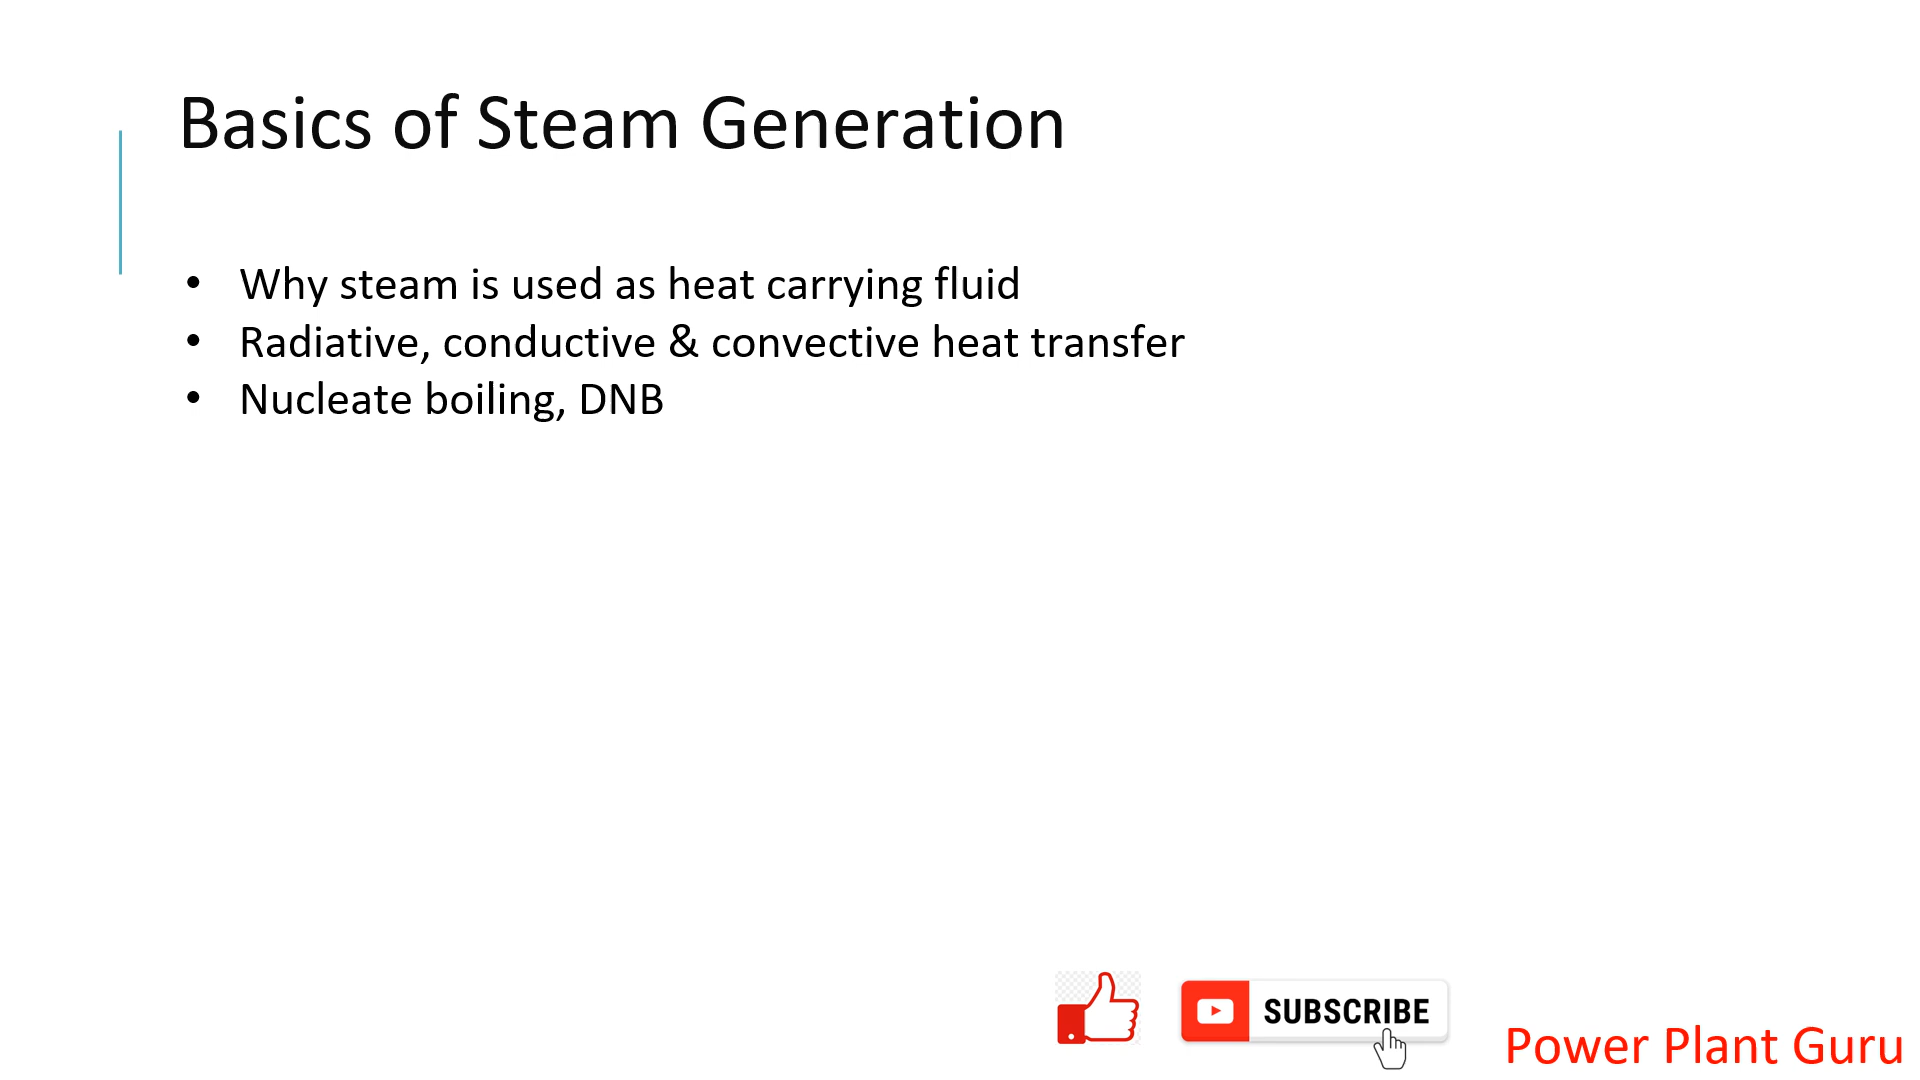 Basics of Steam Generation
• Why steam is used as heat carrying fluid
• Radiative, conductive & convective heat transfer
• Nucleate boiling, DNB
SUBSCRIBE
Power Plant Guru